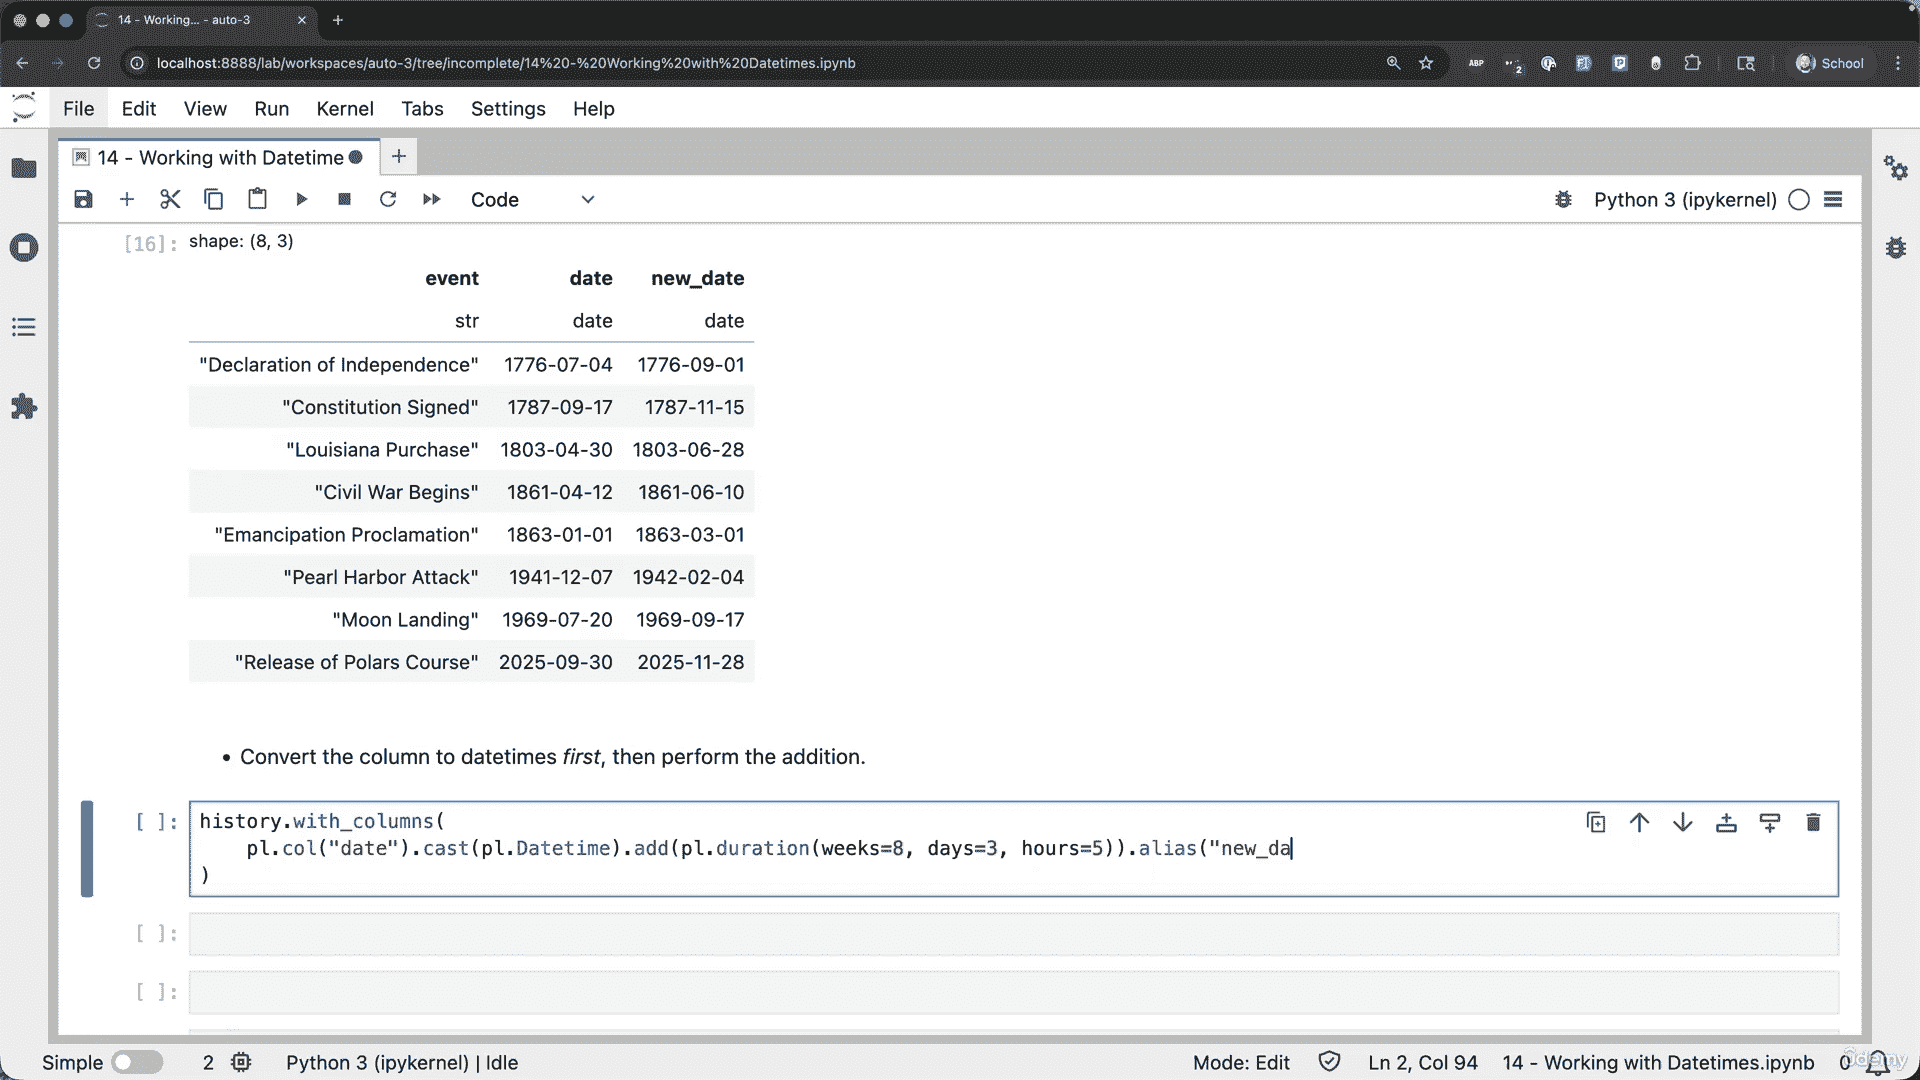 14 - Working... - auto-3
localhost:8888/lab/workspaces/auto-3/tree/incomplete/14%20-%20Working%20with%20Datetimes.ipynb
ABP
2
School
File Edit View Run Kernel Tabs Settings Help
14 - Working with Datetime
Code
Python 3 (ipykernel)
[16]: shape: (8, 3)
event date new_date
str date date
"Declaration of Independence" 1776-07-04 1776-09-01
"Constitution Signed" 1787-09-17 1787-11-15
"Louisiana Purchase" 1803-04-30 1803-06-28
"Civil War Begins" 1861-04-12 1861-06-10
"Emancipation Proclamation" 1863-01-01 1863-03-01
"Pearl Harbor Attack" 1941-12-07 1942-02-04
"Moon Landing" 1969-07-20 1969-09-17
"Release of Polars Course" 2025-09-30 2025-11-28
• Convert the column to datetimes first, then perform the addition.
[ ]: history.with_columns(
pl.col("date").cast(pl.Datetime).add(pl.duration(weeks=8, days=3, hours=5)).alias("new_da
)
[ ]:
[ ]:
Simple 2 Python 3 (ipykernel) | Idle Mode: Edit Ln 2, Col 94 14 - Working with Datetimes.ipynb 0